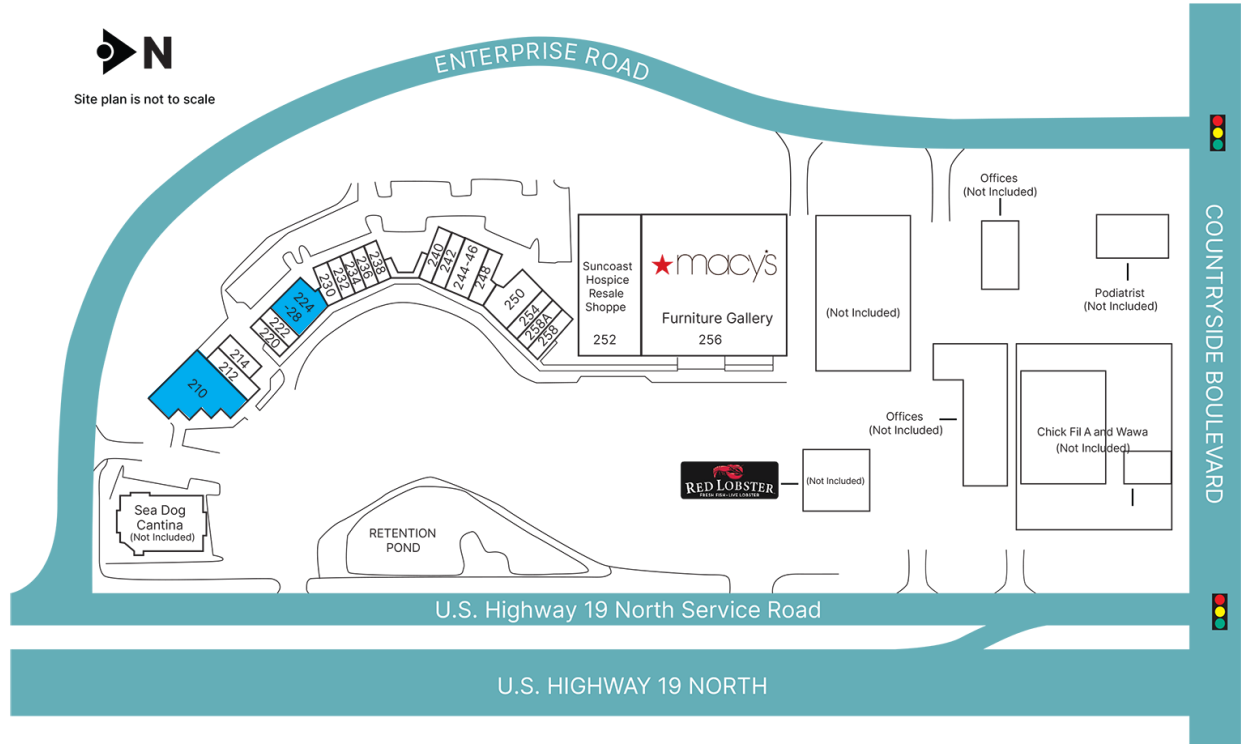 N
Site plan is not to scale
ENTERPRISE ROAD
COUNTRYSIDE BOULEVARD
Offices
(Not Included)
Podiatrist
(Not Included)
240
242
244-46
248
238
236
234
232
230
224
-28
222
220
214
212
210
250
254
258A
258
Suncoast
Hospice
Resale
Shoppe
252
macy's
Furniture Gallery
256
(Not Included)
Offices
(Not Included)
Chick Fil A and Wawa
(Not Included)
RED LOBSTER
FRESH FISH • LIVE LOBSTER
(Not Included)
Sea Dog
Cantina
(Not Included)
RETENTION
POND
U.S. Highway 19 North Service Road
U.S. HIGHWAY 19 NORTH